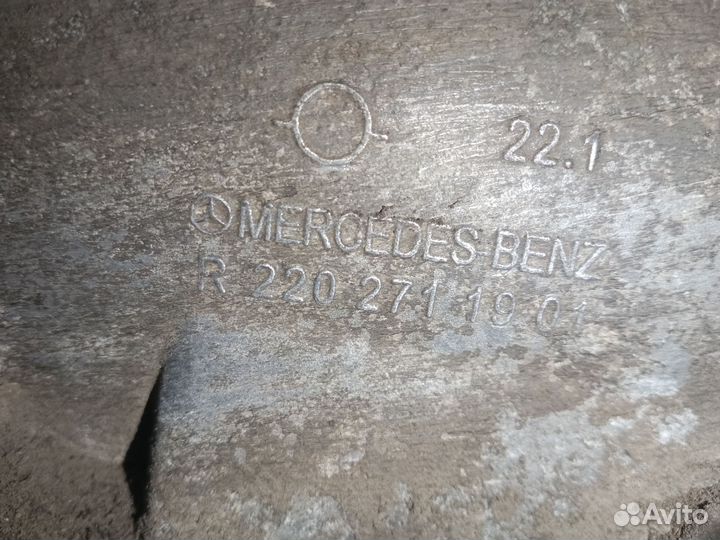 22.1
MERCEDES-BENZ
R 220 271 19 01
Avito